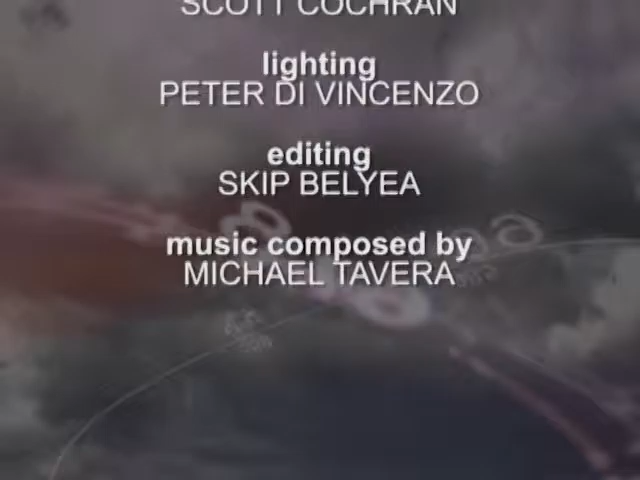 SCOTT COCHRAN
lighting
PETER DI VINCENZO
editing
SKIP BELYEA
music composed by
MICHAEL TAVERA